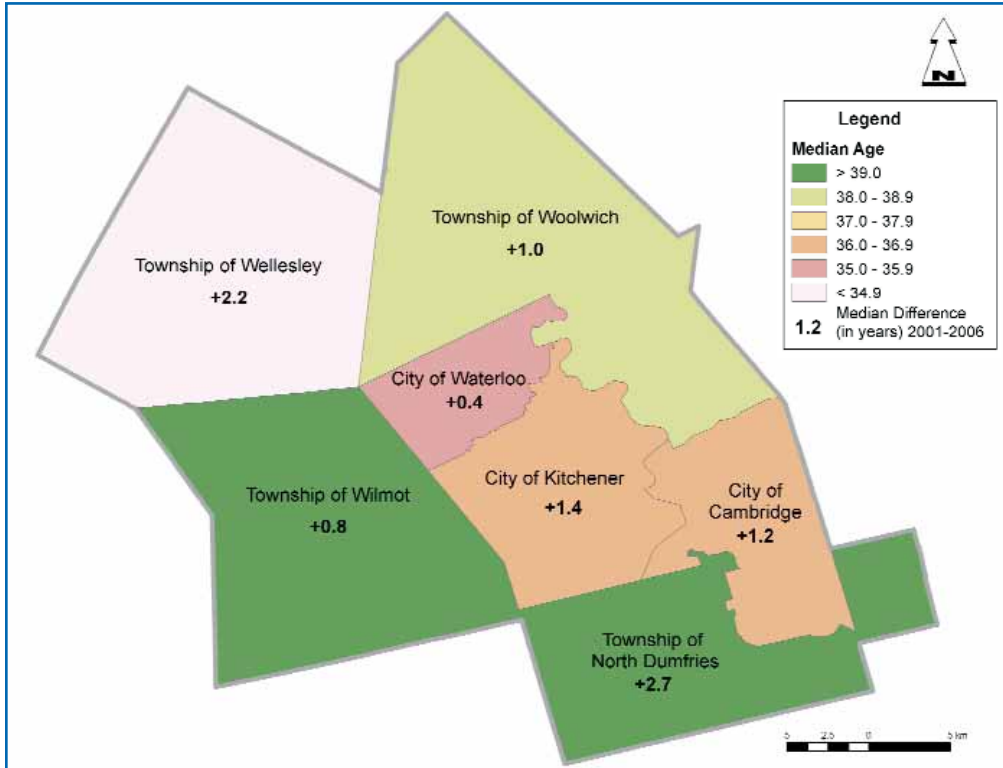 N
Legend
Median Age
> 39.0
38.0 - 38.9
37.0 - 37.9
36.0 - 36.9
35.0 - 35.9
< 34.9
1.2 Median Difference
(in years) 2001-2006
Township of Woolwich
+1.0
Township of Wellesley
+2.2
City of Waterloo
+0.4
City of Kitchener
+1.4
City of
Cambridge
+1.2
Township of Wilmot
+0.8
Township of
North Dumfries
+2.7
5 2.5 0 5 km